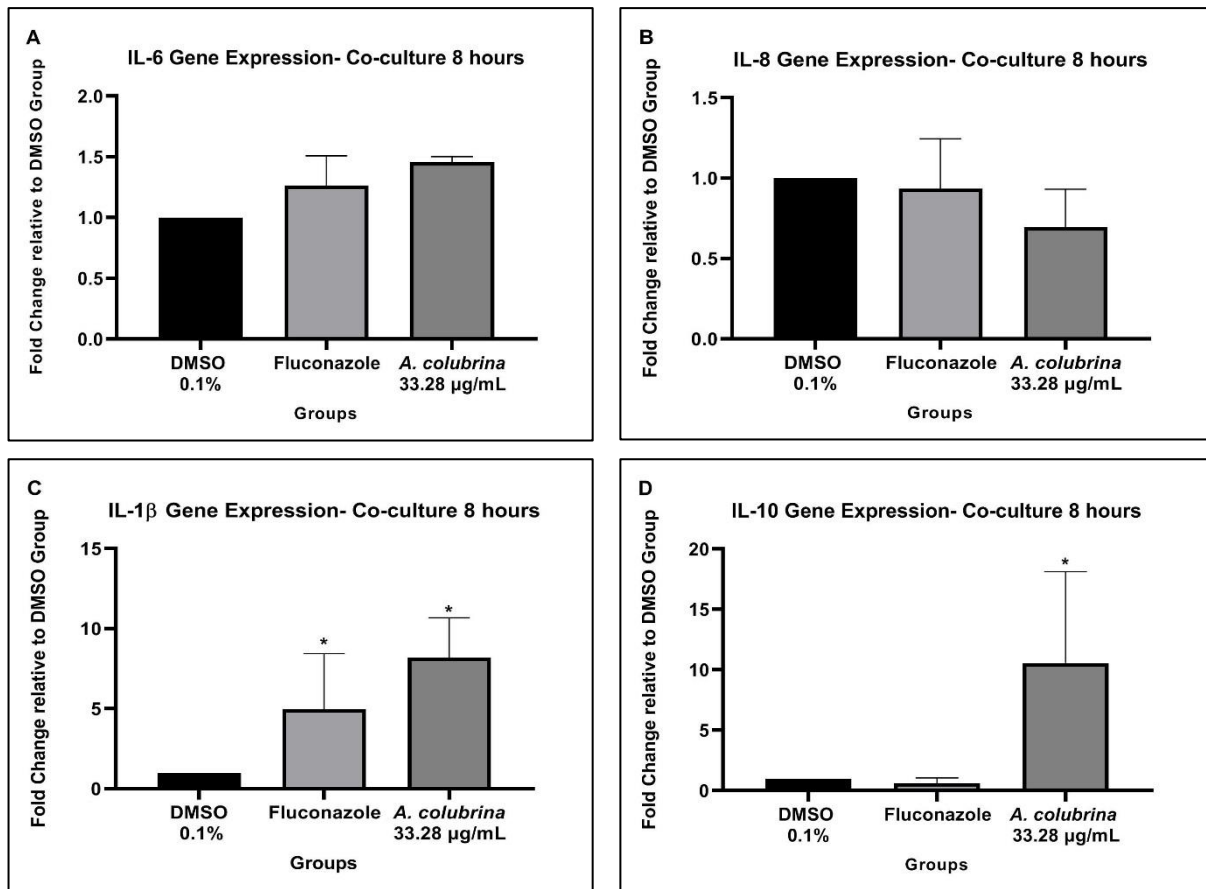 A
IL-6 Gene Expression- Co-culture 8 hours
Fold Change relative to DMSO Group
2.0
1.5
1.0
0.5
0.0
DMSO
0.1%
Fluconazole
A. colubrina
33.28 µg/mL
Groups
B
IL-8 Gene Expression- Co-culture 8 hours
Fold Change relative to DMSO Group
1.5
1.0
0.5
0.0
DMSO
0.1%
Fluconazole
A. colubrina
33.28 µg/mL
Groups
C
IL-1β Gene Expression- Co-culture 8 hours
Fold Change relative to DMSO Group
15
10
5
0
*
*
DMSO
0.1%
Fluconazole
A. colubrina
33.28 µg/mL
Groups
D
IL-10 Gene Expression- Co-culture 8 hours
Fold Change relative to DMSO Group
20
15
10
5
0
*
DMSO
0.1%
Fluconazole
A. colubrina
33.28 µg/mL
Groups